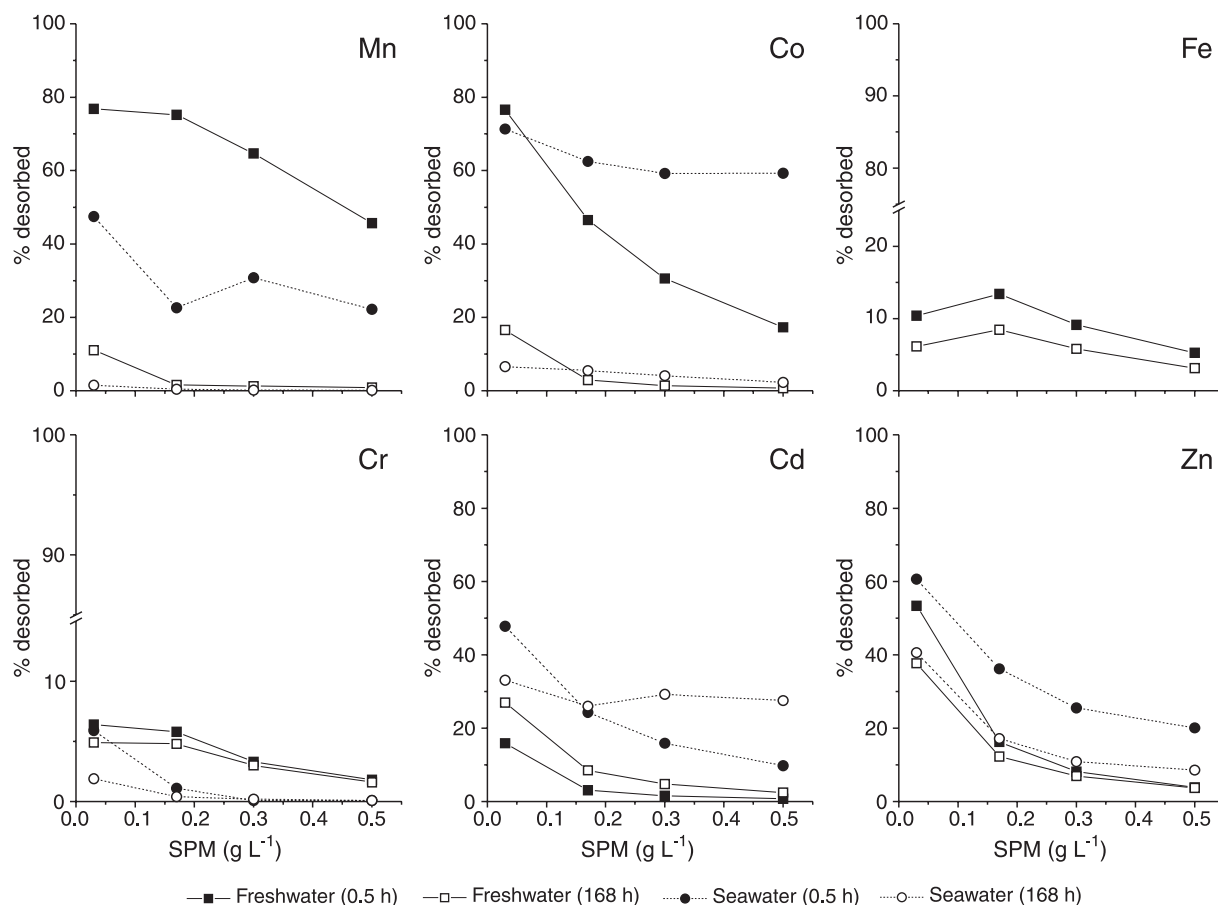 100
80
60
40
20
0
% desorbed
Mn
100
80
60
40
20
0
% desorbed
Co
100
90
80
20
10
0
% desorbed
Fe
100
90
10
0
% desorbed
Cr
0.0 0.1 0.2 0.3 0.4 0.5
SPM (g L-1)
100
80
60
40
20
0
% desorbed
Cd
0.0 0.1 0.2 0.3 0.4 0.5
SPM (g L-1)
100
80
60
40
20
0
% desorbed
Zn
0.0 0.1 0.2 0.3 0.4 0.5
SPM (g L-1)
Freshwater (0.5 h) Freshwater (168 h) Seawater (0.5 h) Seawater (168 h)